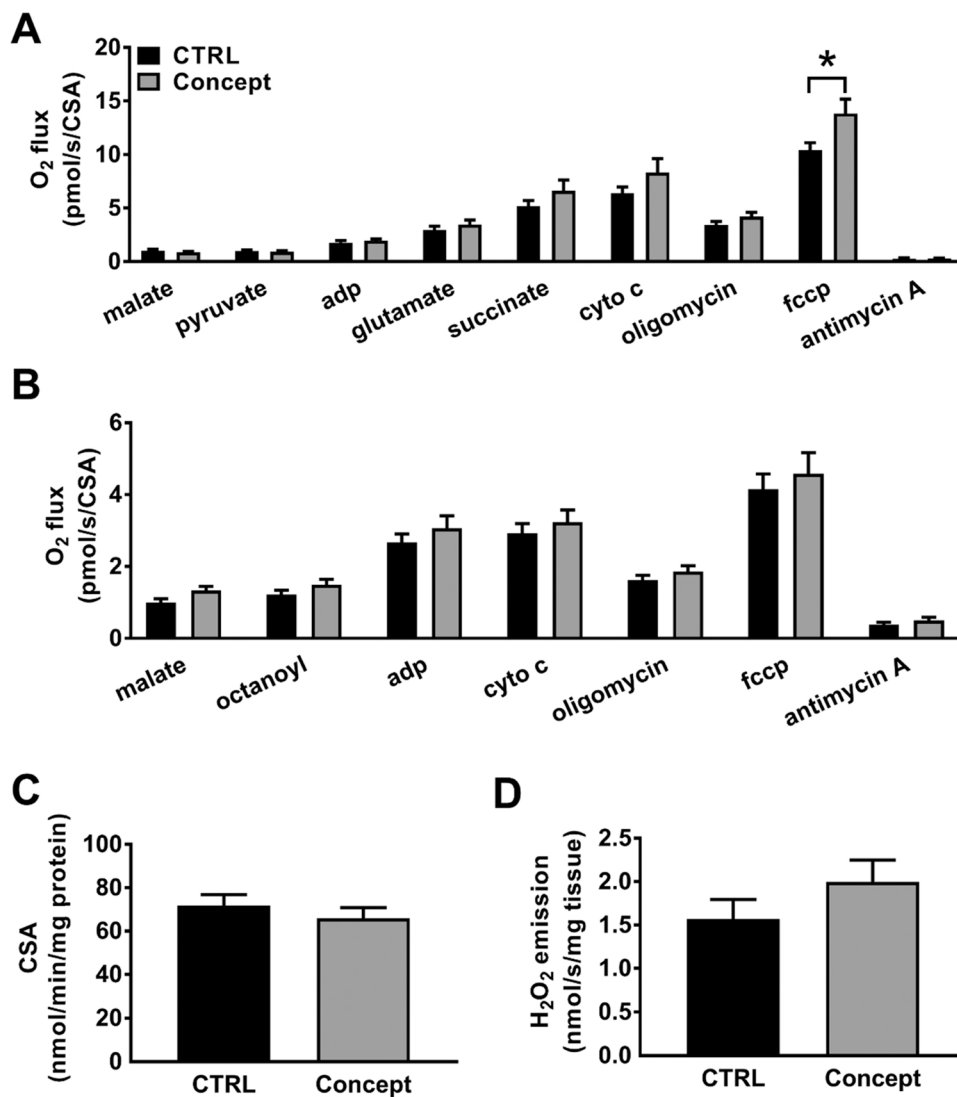 A
CTRL
Concept
*
O2 flux
(pmol/s/CSA)
20
15
10
5
0
malate
pyruvate
adp
glutamate
succinate
cyto c
oligomycin
fccp
antimycin A
B
O2 flux
(pmol/s/CSA)
6
4
2
0
malate
octanoyl
adp
cyto c
oligomycin
fccp
antimycin A
C
CSA
(nmol/min/mg protein)
100
80
60
40
20
0
CTRL
Concept
D
H2O2 emission
(nmol/s/mg tissue)
2.5
2.0
1.5
1.0
0.5
0.0
CTRL
Concept